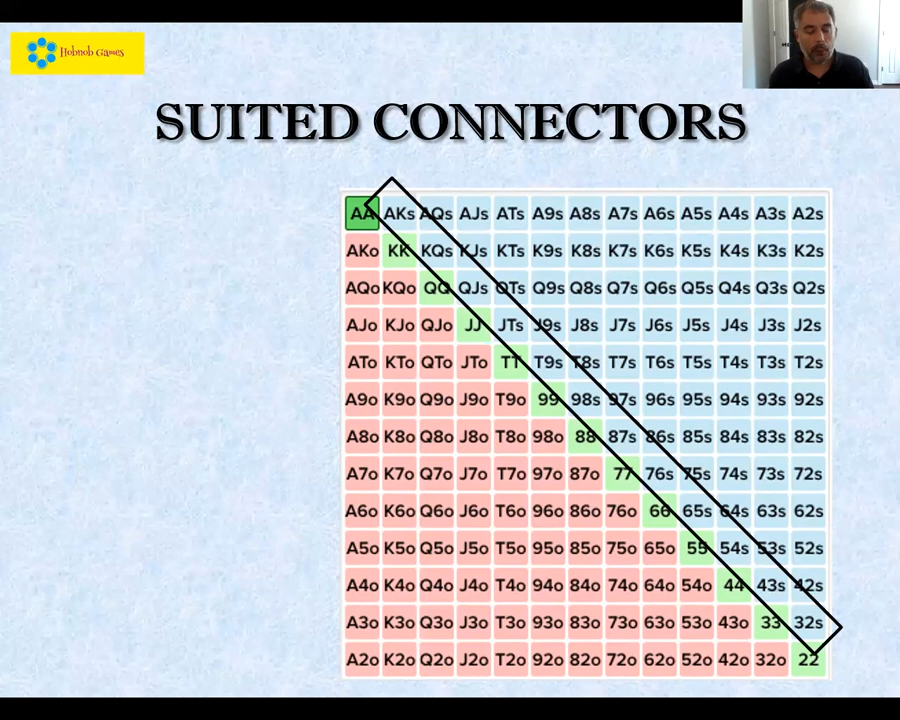 Hobnob Games
SUITED CONNECTORS
AA AKs AQs AJs ATs A9s A8s A7s A6s A5s A4s A3s A2s
AKo KK KQs KJs KTs K9s K8s K7s K6s K5s K4s K3s K2s
AQo KQo QQ QJs QTs Q9s Q8s Q7s Q6s Q5s Q4s Q3s Q2s
AJo KJo QJo JJ JTs J9s J8s J7s J6s J5s J4s J3s J2s
ATo KTo QTo JTo TT T9s T8s T7s T6s T5s T4s T3s T2s
A9o K9o Q9o J9o T9o 99 98s 97s 96s 95s 94s 93s 92s
A8o K8o Q8o J8o T8o 98o 88 87s 86s 85s 84s 83s 82s
A7o K7o Q7o J7o T7o 97o 87o 77 76s 75s 74s 73s 72s
A6o K6o Q6o J6o T6o 96o 86o 76o 66 65s 64s 63s 62s
A5o K5o Q5o J5o T5o 95o 85o 75o 65o 55 54s 53s 52s
A4o K4o Q4o J4o T4o 94o 84o 74o 64o 54o 44 43s 42s
A3o K3o Q3o J3o T3o 93o 83o 73o 63o 53o 43o 33 32s
A2o K2o Q2o J2o T2o 92o 82o 72o 62o 52o 42o 32o 22